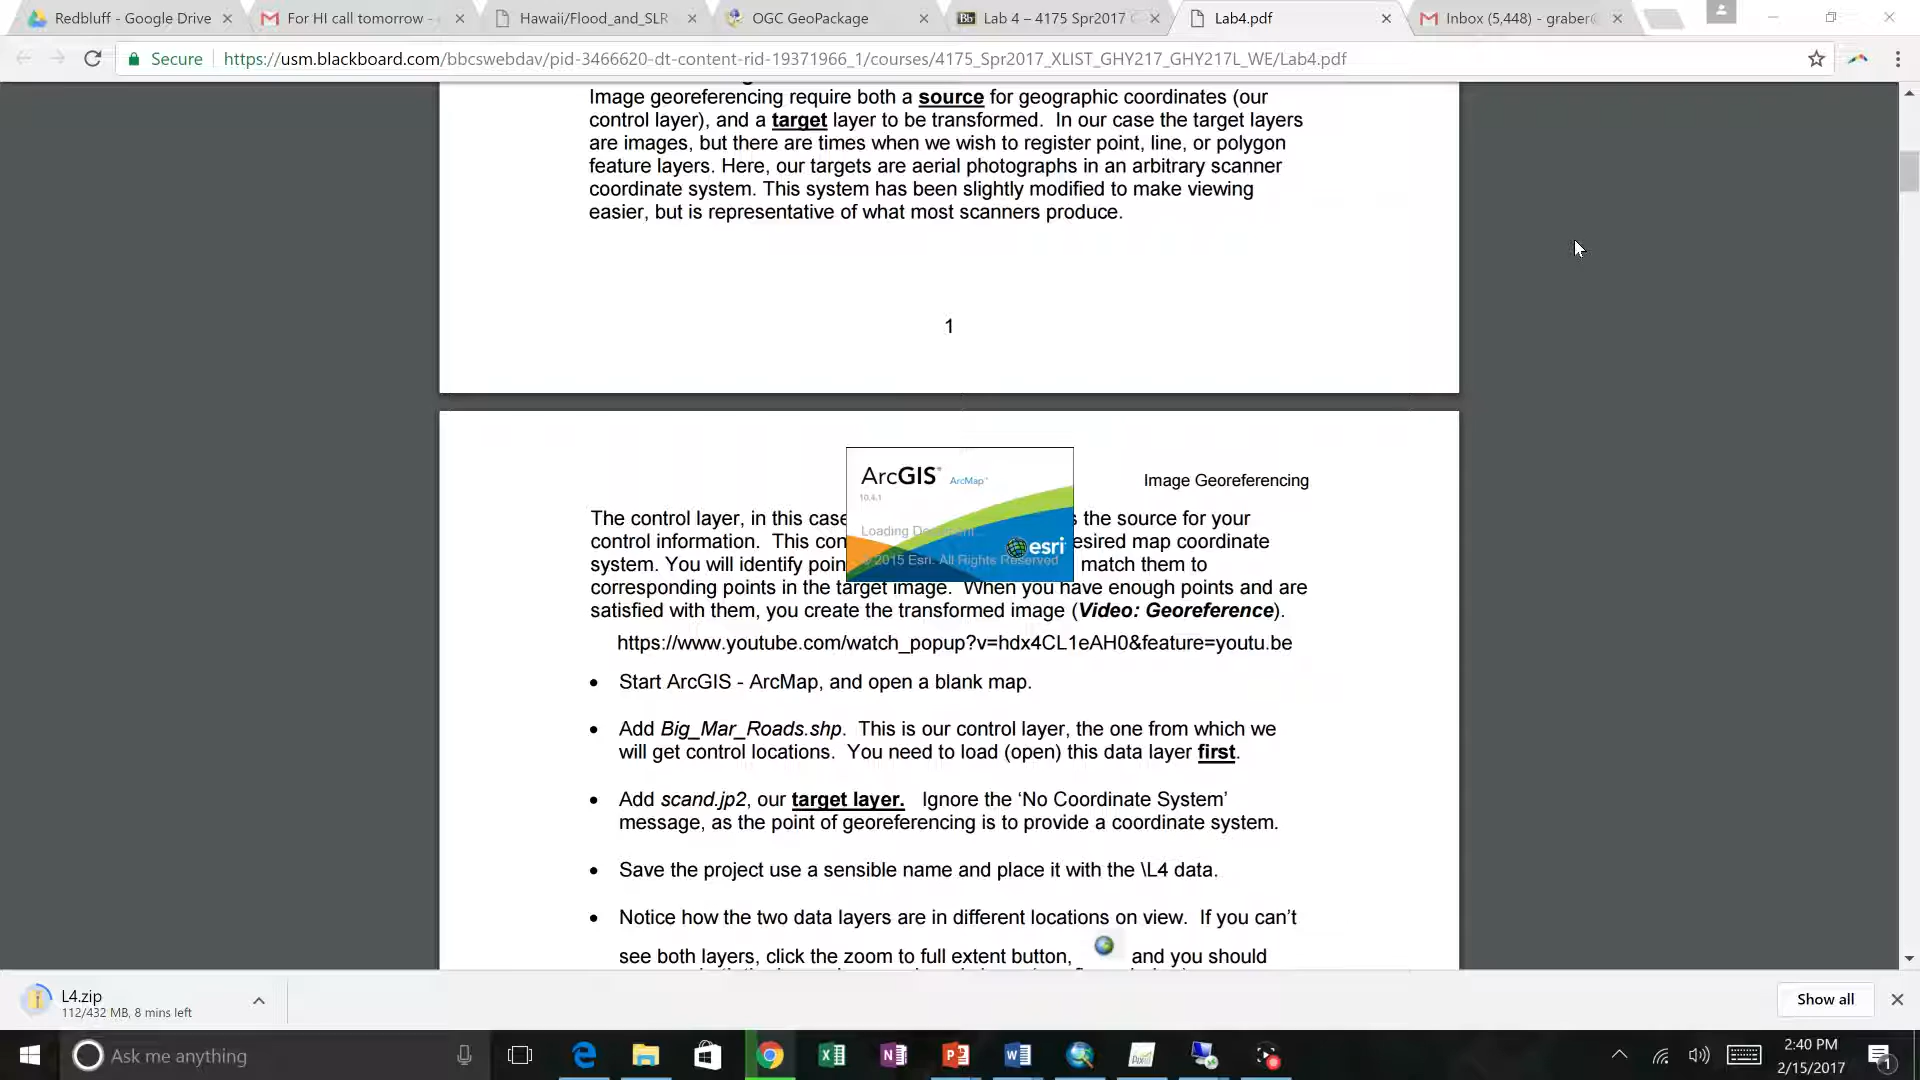 Redbluff - Google Drive
For HI call tomorrow -
Hawaii/Flood_and_SLR
OGC GeoPackage
Bb Lab 4 – 4175 Spr2017
Lab4.pdf
Inbox (5,448) - graber@
Secure https://usm.blackboard.com/bbcswebdav/pid-3466620-dt-content-rid-19371966_1/courses/4175_Spr2017_XLIST_GHY217_GHY217L_WE/Lab4.pdf
Image georeferencing require both a source for geographic coordinates (our
control layer), and a target layer to be transformed. In our case the target layers
are images, but there are times when we wish to register point, line, or polygon
feature layers. Here, our targets are aerial photographs in an arbitrary scanner
coordinate system. This system has been slightly modified to make viewing
easier, but is representative of what most scanners produce.
1
Image Georeferencing
ArcGIS® ArcMap™
10.4.1
Loading
esri
2015 Esri. All Rights Reserved
The control layer, in this case the source for your
control information. This esired map coordinate
system. You will identify match them to
corresponding points in the target image. When you have enough points and are
satisfied with them, you create the transformed image (Video: Georeference).
https://www.youtube.com/watch_popup?v=hdx4CL1eAH0&feature=youtu.be
• Start ArcGIS - ArcMap, and open a blank map.
• Add Big_Mar_Roads.shp. This is our control layer, the one from which we
will get control locations. You need to load (open) this data layer first.
• Add scand.jp2, our target layer. Ignore the ‘No Coordinate System’
message, as the point of georeferencing is to provide a coordinate system.
• Save the project use a sensible name and place it with the \L4 data.
• Notice how the two data layers are in different locations on view. If you can’t
see both layers, click the zoom to full extent button, and you should
L4.zip
112/432 MB, 8 mins left
Show all
Ask me anything
2:40 PM
2/15/2017
1